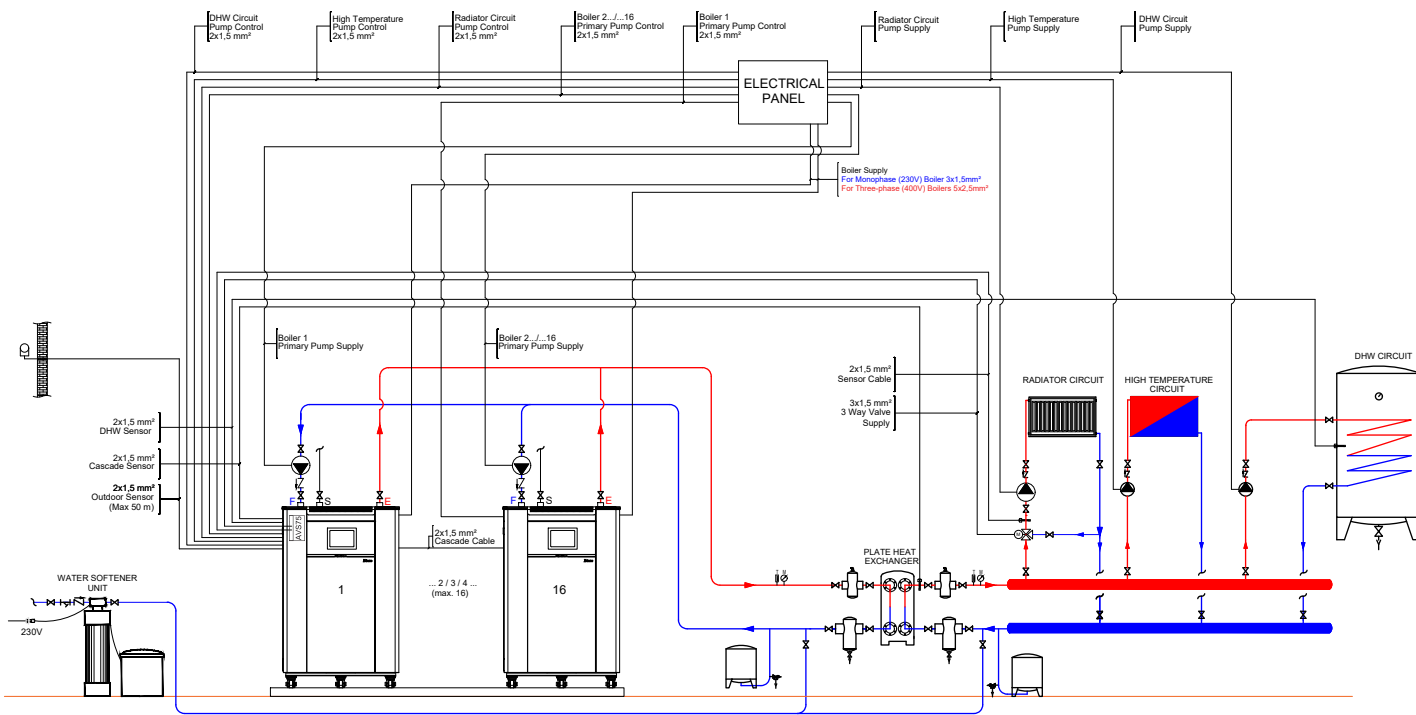 DHW Circuit
Pump Control
2x1,5 mm²
High Temperature
Pump Control
2x1,5 mm²
Radiator Circuit
Pump Control
2x1,5 mm²
Boiler 2.../...16
Primary Pump Control
2x1,5 mm²
Boiler 1
Primary Pump Control
2x1,5 mm²
Radiator Circuit
Pump Supply
High Temperature
Pump Supply
DHW Circuit
Pump Supply
ELECTRICAL
PANEL
Boiler Supply
For Monophase (230V) Boiler 3x1,5mm²
For Three-phase (400V) Boilers 5x2,5mm²
Boiler 1
Primary Pump Supply
Boiler 2.../...16
Primary Pump Supply
2x1,5 mm²
Sensor Cable
3x1,5 mm²
3 Way Valve
Supply
RADIATOR CIRCUIT
HIGH TEMPERATURE
CIRCUIT
DHW CIRCUIT
2x1,5 mm²
DHW Sensor
2x1,5 mm²
Cascade Sensor
2x1,5 mm²
Outdoor Sensor
(Max 50 m)
F
S
E
F
S
E
AVS75
2x1,5 mm²
Cascade Cable
PLATE HEAT
EXCHANGER
WATER SOFTENER
UNIT
230V
1
... 2 / 3 / 4 ...
(max. 16)
16
T
M
T
M
M